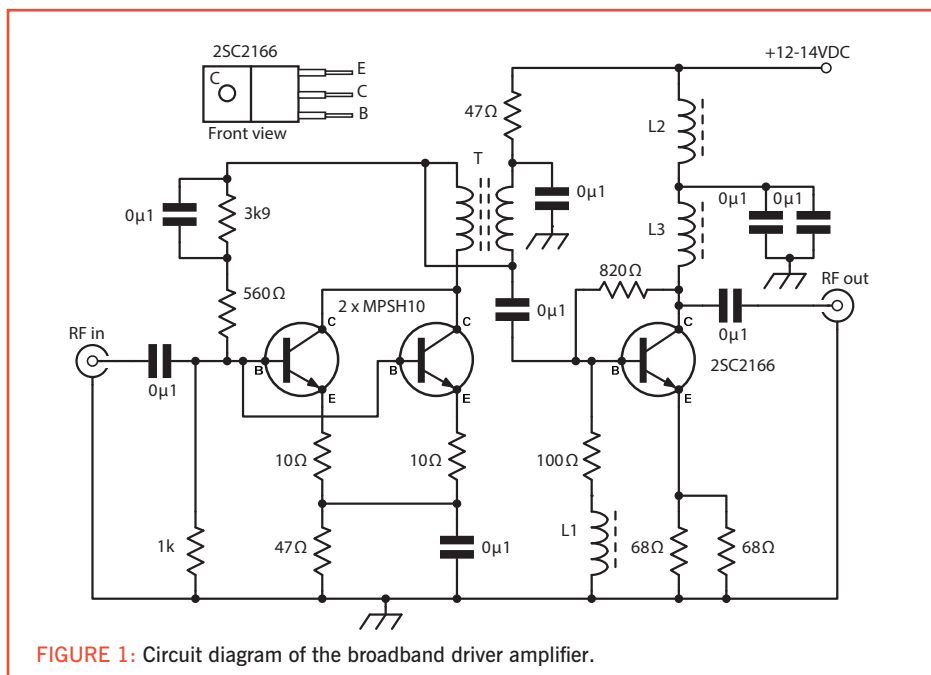 2SC2166
C
E
C
B
Front view
+12-14VDC
47Ω
L2
T
0µ1
3k9
0µ1
0µ1
0µ1
L3
820Ω
560Ω
2 x MPSH10
0µ1
RF out
RF in
C
C
C
0µ1
2SC2166
B
B
B
0µ1
E
E
E
10Ω
10Ω
100Ω
1k
47Ω
0µ1
L1
68Ω
68Ω
FIGURE 1: Circuit diagram of the broadband driver amplifier.